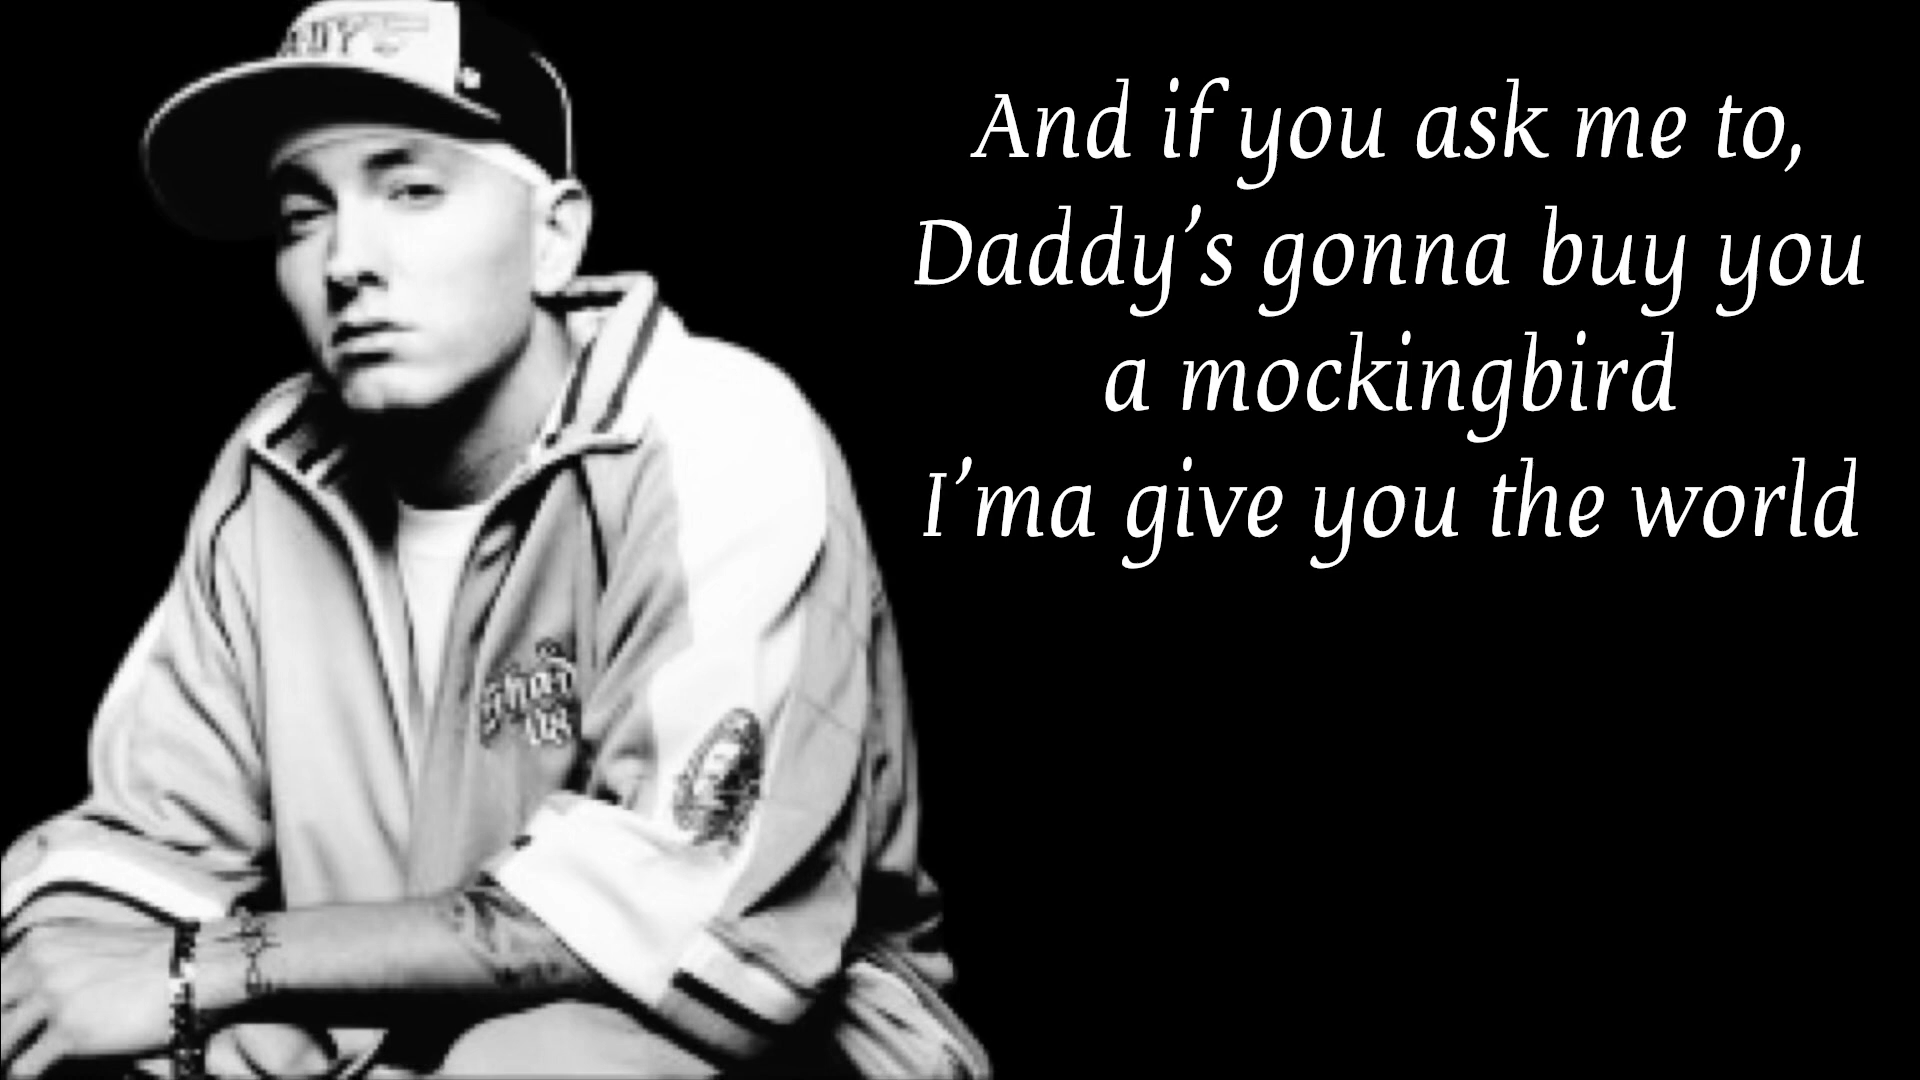 And if you ask me to,
Daddy’s gonna buy you
a mockingbird
I’ma give you the world